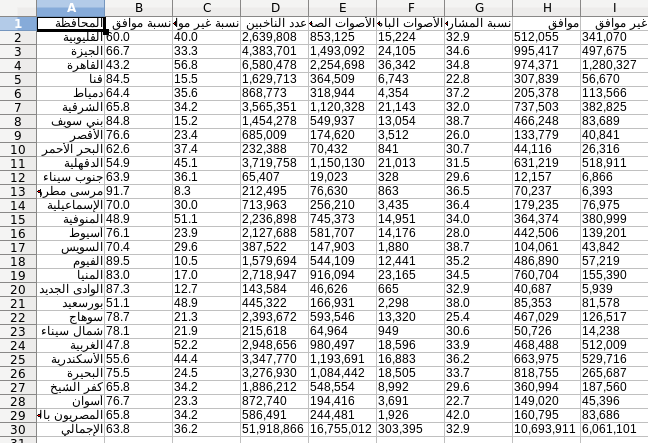 A B C D E F G H I
1 المحافظة نسبة موافق نسبة غير موا عدد الناخبين الأصوات الص الأصوات البا نسبة المشار موافق غير موافق
2 القليوبية 60.0 40.0 2,639,808 853,125 15,224 32.9 512,055 341,070
3 الجيزة 66.7 33.3 4,383,701 1,493,092 24,105 34.6 995,417 497,675
4 القاهرة 43.2 56.8 6,580,478 2,254,698 36,342 34.8 974,371 1,280,327
5 قنا 84.5 15.5 1,629,713 364,509 6,743 22.8 307,839 56,670
6 دمياط 64.4 35.6 868,773 318,944 4,354 37.2 205,378 113,566
7 الشرقية 65.8 34.2 3,565,351 1,120,328 21,143 32.0 737,503 382,825
8 بني سويف 84.8 15.2 1,454,278 549,937 13,054 38.7 466,248 83,689
9 الأقصر 76.6 23.4 685,009 174,620 3,512 26.0 133,779 40,841
10 البحر الأحمر 62.6 37.4 232,388 70,432 841 30.7 44,116 26,316
11 الدقهلية 54.9 45.1 3,719,758 1,150,130 21,013 31.5 631,219 518,911
12 جنوب سيناء 63.9 36.1 65,407 19,023 328 29.6 12,157 6,866
13 مرسى مطرو 91.7 8.3 212,495 76,630 863 36.5 70,237 6,393
14 الإسماعيلية 70.0 30.0 713,963 256,210 3,435 36.4 179,235 76,975
15 المنوفية 48.9 51.1 2,236,898 745,373 14,951 34.0 364,374 380,999
16 أسيوط 76.1 23.9 2,127,688 581,707 14,176 28.0 442,506 139,201
17 السويس 70.4 29.6 387,522 147,903 1,880 38.7 104,061 43,842
18 الفيوم 89.5 10.5 1,579,694 544,109 12,441 35.2 486,890 57,219
19 المنيا 83.0 17.0 2,718,947 916,094 23,165 34.5 760,704 155,390
20 الوادى الجديد 87.3 12.7 143,584 46,626 665 32.9 40,687 5,939
21 بورسعيد 51.1 48.9 445,322 166,931 2,298 38.0 85,353 81,578
22 سوهاج 78.7 21.3 2,393,672 593,546 13,320 25.4 467,029 126,517
23 شمال سيناء 78.1 21.9 215,618 64,964 949 30.6 50,726 14,238
24 الغربية 47.8 52.2 2,948,656 980,497 18,596 33.9 468,488 512,009
25 الأسكندرية 55.6 44.4 3,347,770 1,193,691 16,883 36.2 663,975 529,716
26 البحيرة 75.5 24.5 3,276,930 1,084,442 18,505 33.7 818,755 265,687
27 كفر الشيخ 65.8 34.2 1,886,212 548,554 8,992 29.6 360,994 187,560
28 أسوان 76.7 23.3 872,740 194,416 3,691 22.7 149,020 45,396
29 المصريون با 65.8 34.2 586,491 244,481 1,926 42.0 160,795 83,686
30 الإجمالي 63.8 36.2 51,918,866 16,755,012 303,395 32.9 10,693,911 6,061,101